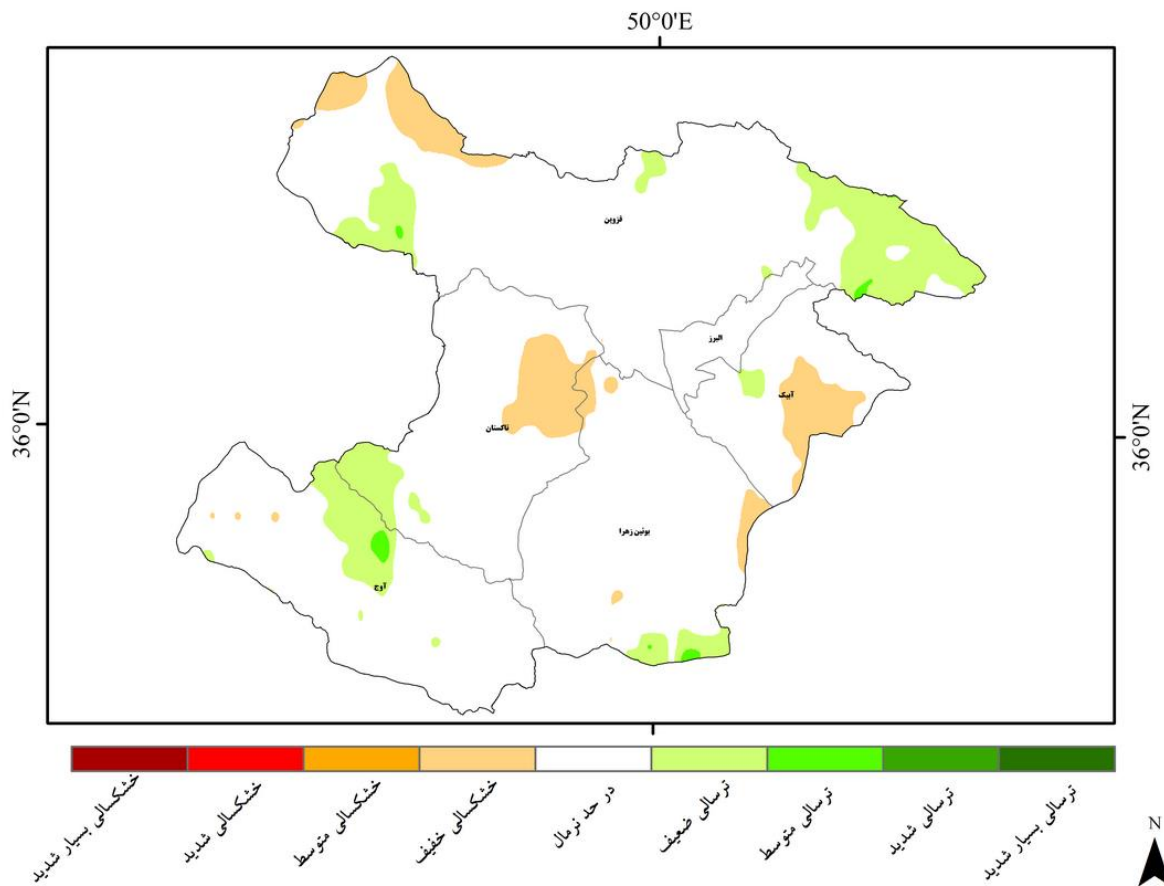 50°0'E
قزوین
البرز
آبیک
تاکستان
36°0'N
36°0'N
بوئین زهرا
آوج
خشکسالی بسیار شدید
خشکسالی شدید
خشکسالی متوسط
خشکسالی خفیف
در حد نرمال
ترسالی ضعیف
ترسالی متوسط
ترسالی شدید
ترسالی بسیار شدید
N